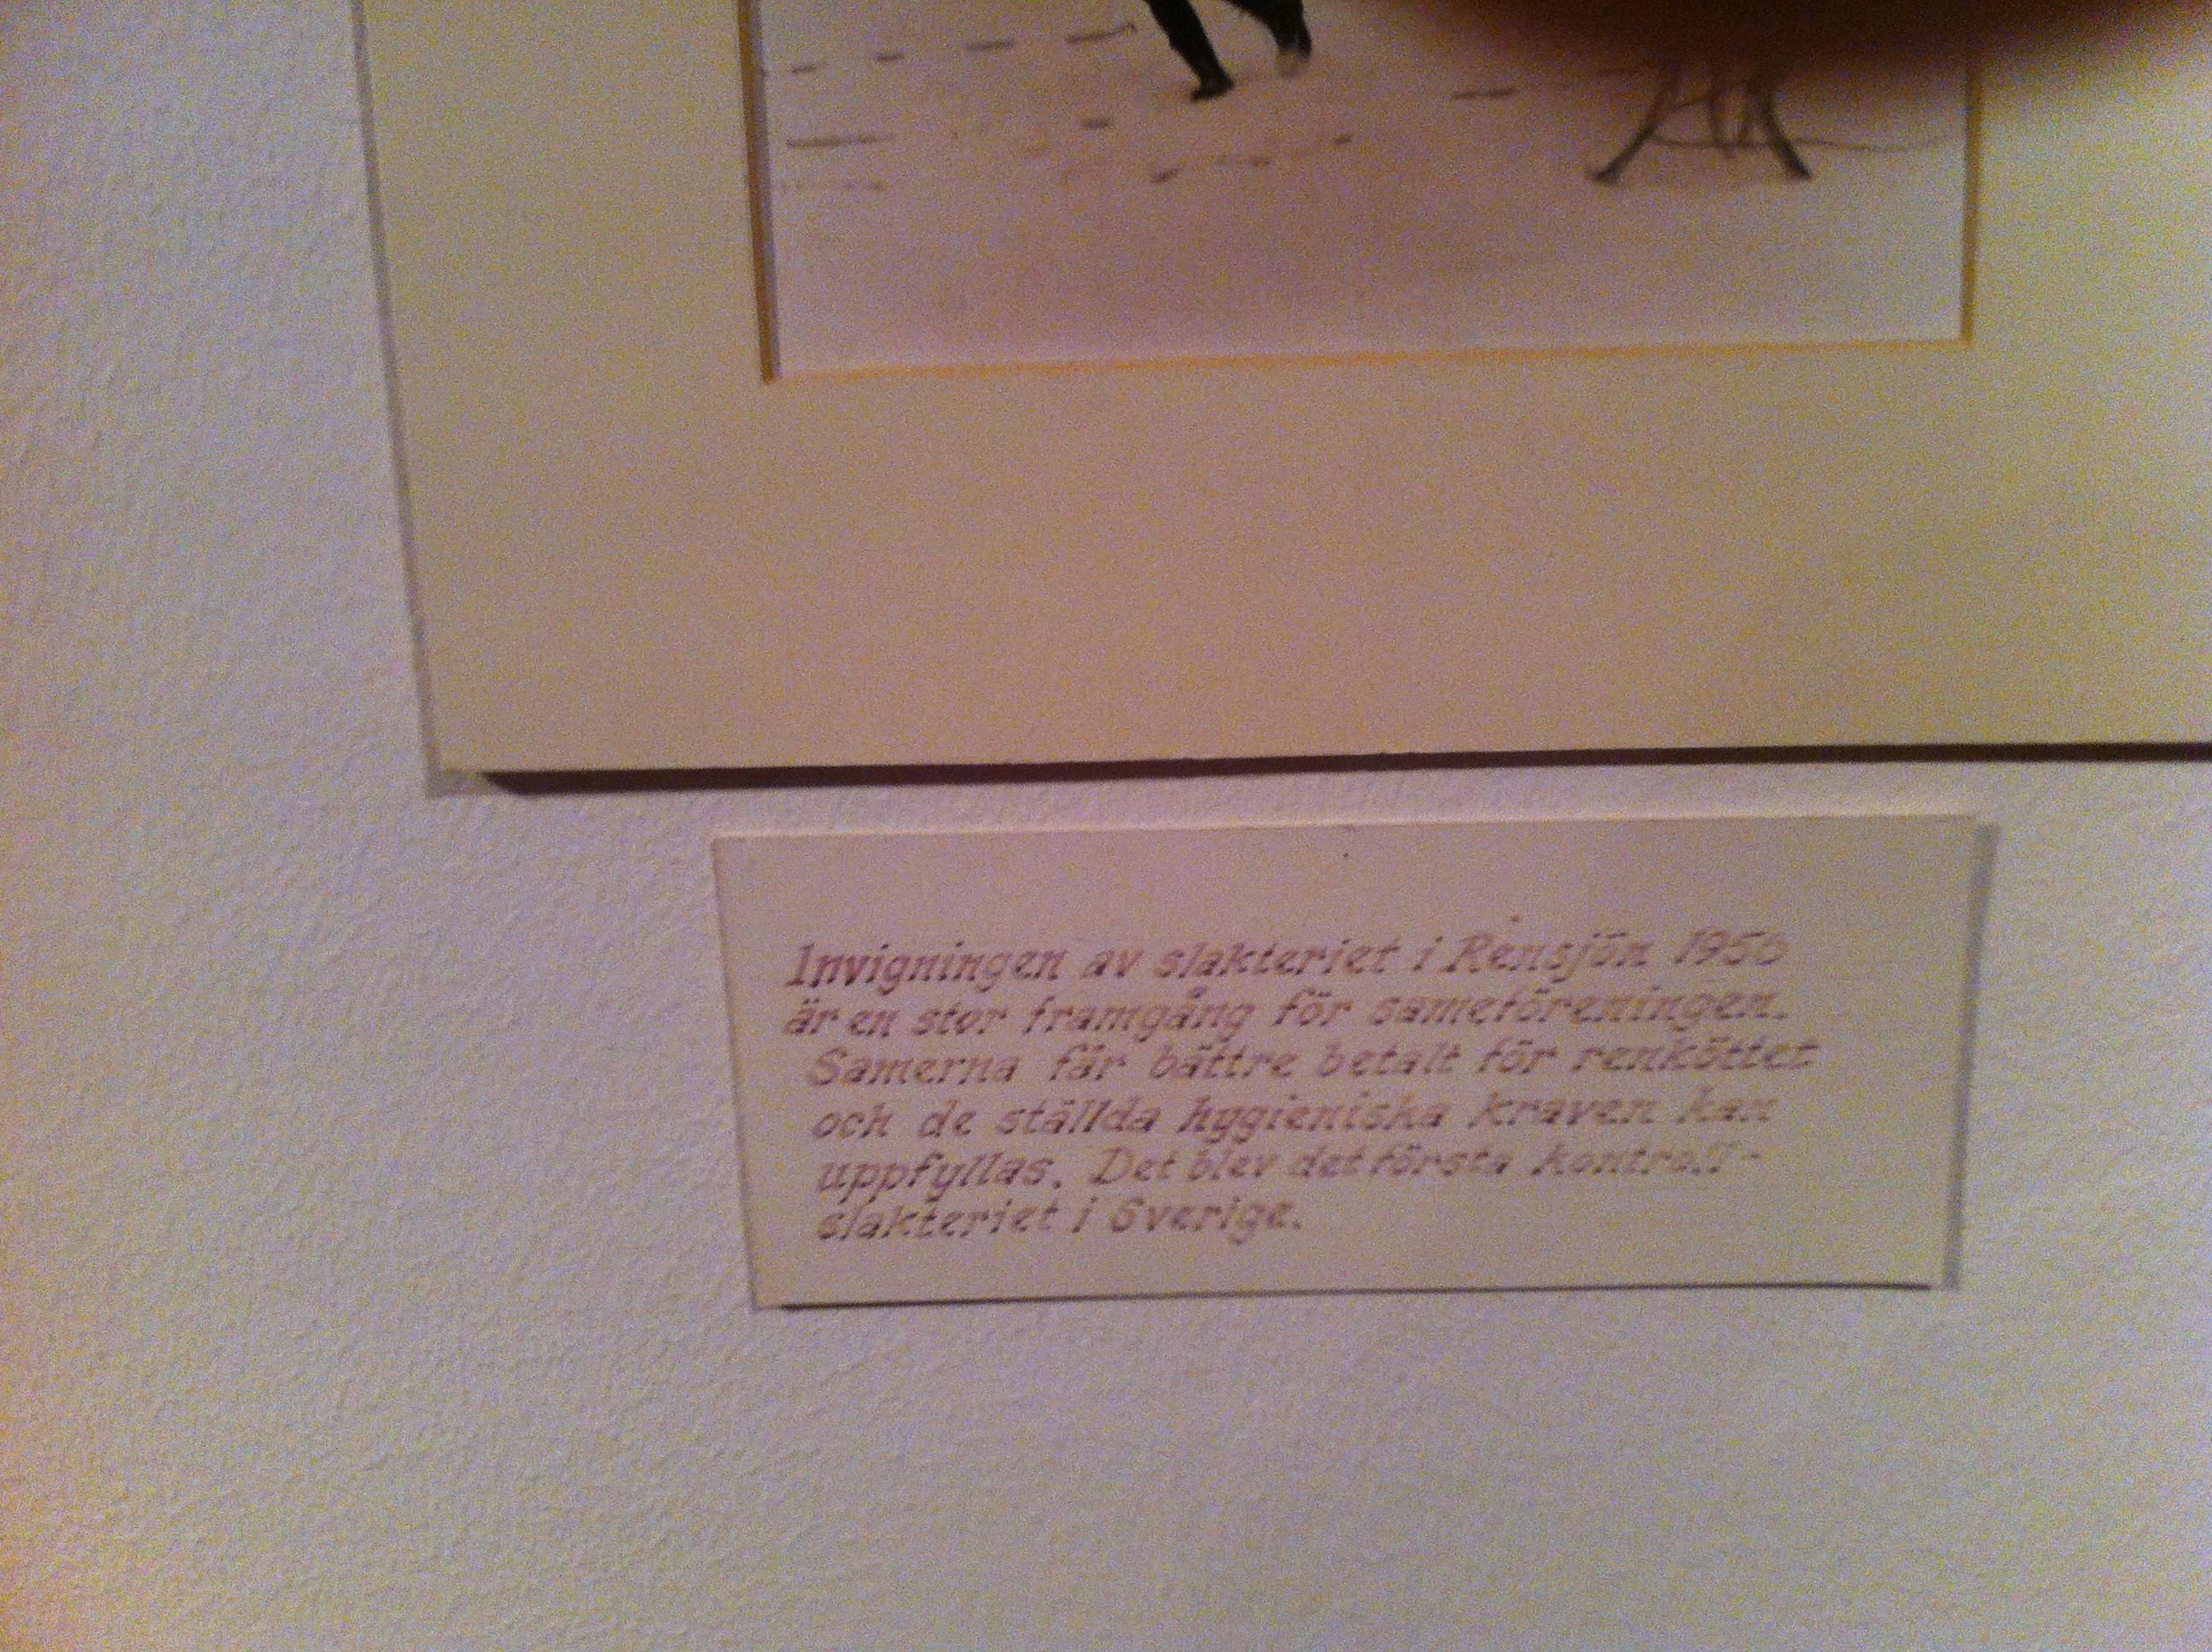 Invigningen av slakteriet i Rensjön 1956
är en stor framgång för sameföreningen.
Samerna får bättre betalt för renköttet
och de ställda hygieniska kraven kan
uppfyllas. Det blev det första kontroll-
slakteriet i Sverige.